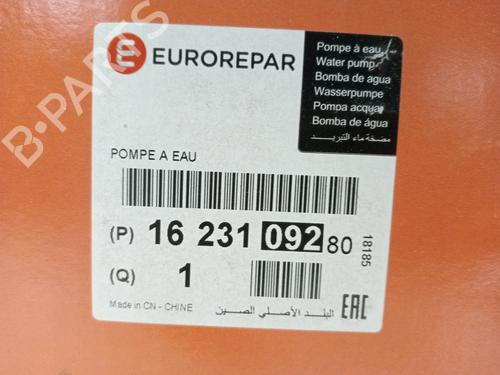 EUROREPAR
Pompe à eau
Water pump
Bomba de agua
Wasserpumpe
Pompa acqua
Bomba de água
مضخة ماء التبريد
POMPE A EAU
(P) 16 231 092 80
18185
(Q) 1
Made in CN - CHINE
البلد الأصلي الصين
EAC
B-PARTS